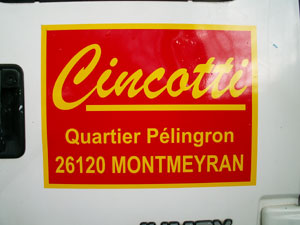 Cincotti
Quartier Pélingron
26120 MONTMEYRAN